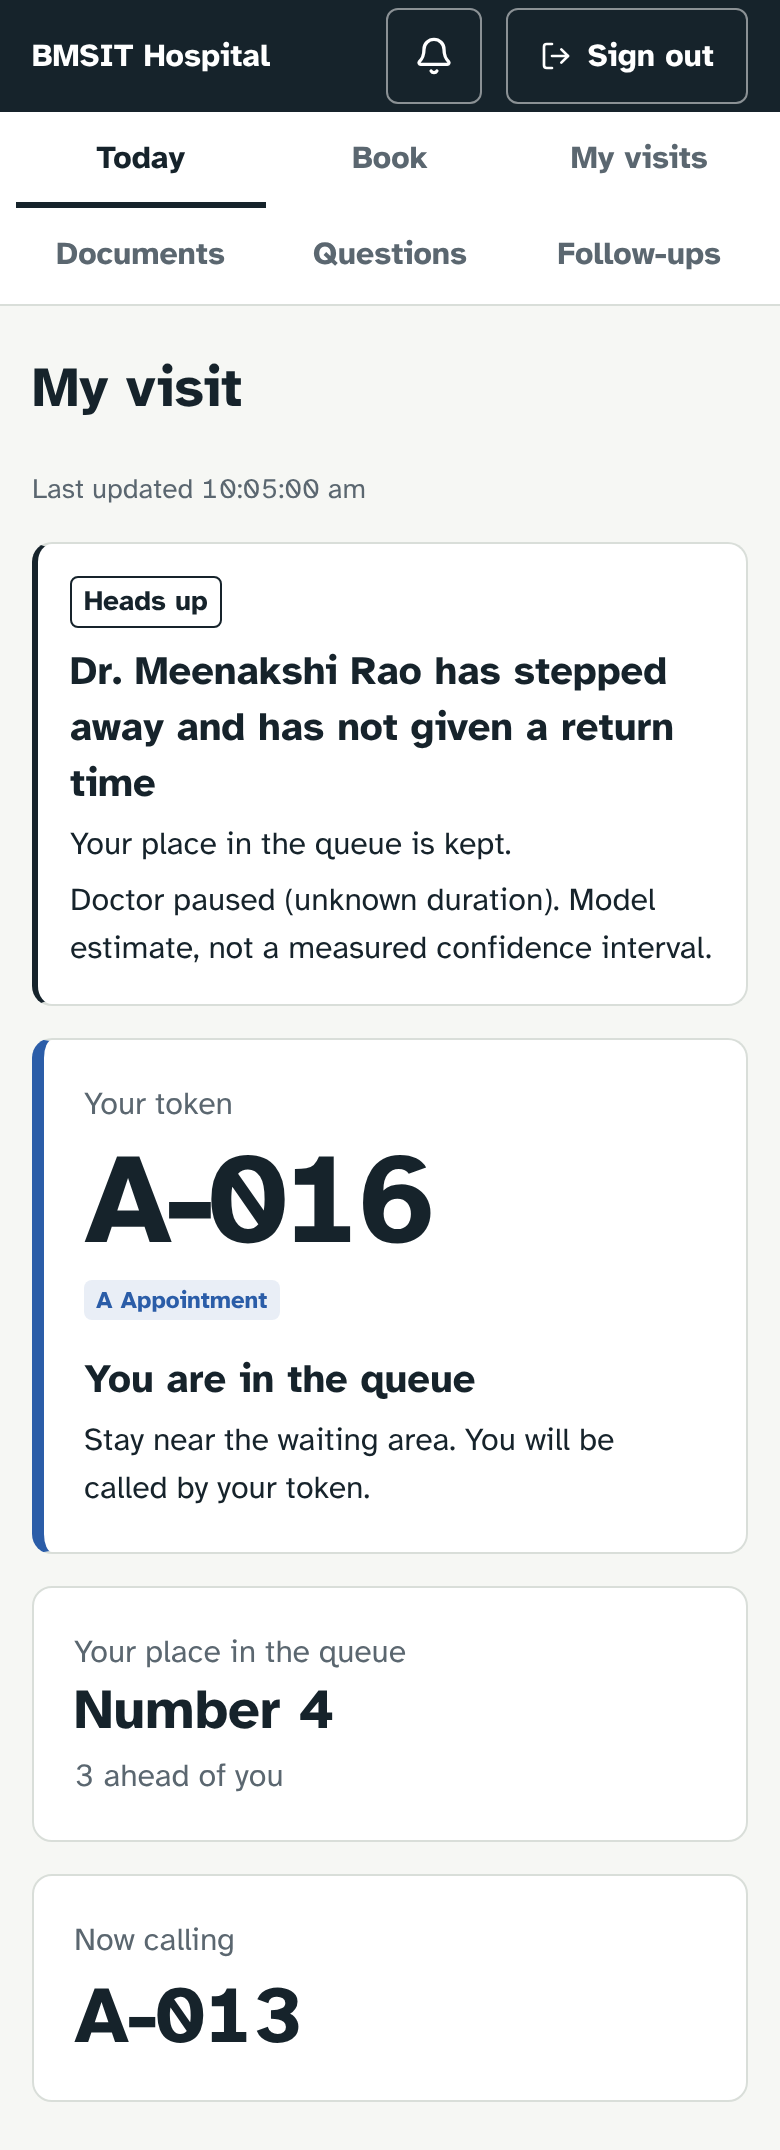 BMSIT Hospital
Sign out
Today
Book
My visits
Documents
Questions
Follow-ups
My visit
Last updated 10:05:00 am
Heads up
Dr. Meenakshi Rao has stepped
away and has not given a return
time
Your place in the queue is kept.
Doctor paused (unknown duration). Model
estimate, not a measured confidence interval.
Your token
A-016
A Appointment
You are in the queue
Stay near the waiting area. You will be
called by your token.
Your place in the queue
Number 4
3 ahead of you
Now calling
A-013